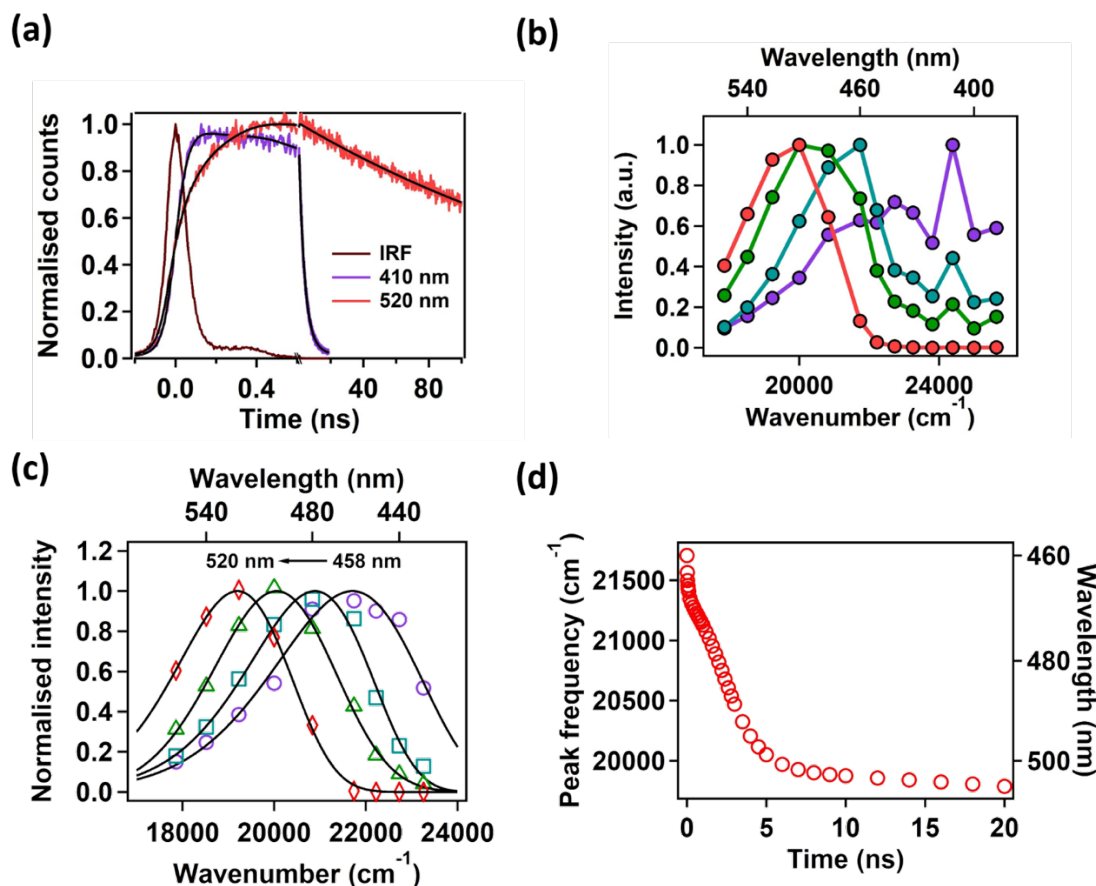 (a)
Normalised counts
1.0
0.8
0.6
0.4
0.2
0.0
IRF
410 nm
520 nm
0.0 0.4 40 80
Time (ns)
(b)
Wavelength (nm)
540 460 400
Intensity (a.u.)
1.0
0.8
0.6
0.4
0.2
0.0
20000 24000
Wavenumber (cm⁻¹)
(c)
Wavelength (nm)
540 480 440
Normalised intensity
1.2
1.0
0.8
0.6
0.4
0.2
0.0
520 nm 458 nm
18000 20000 22000 24000
Wavenumber (cm⁻¹)
(d)
Peak frequency (cm⁻¹)
21500
21000
20500
20000
460
480
500
Wavelength (nm)
0 5 10 15 20
Time (ns)